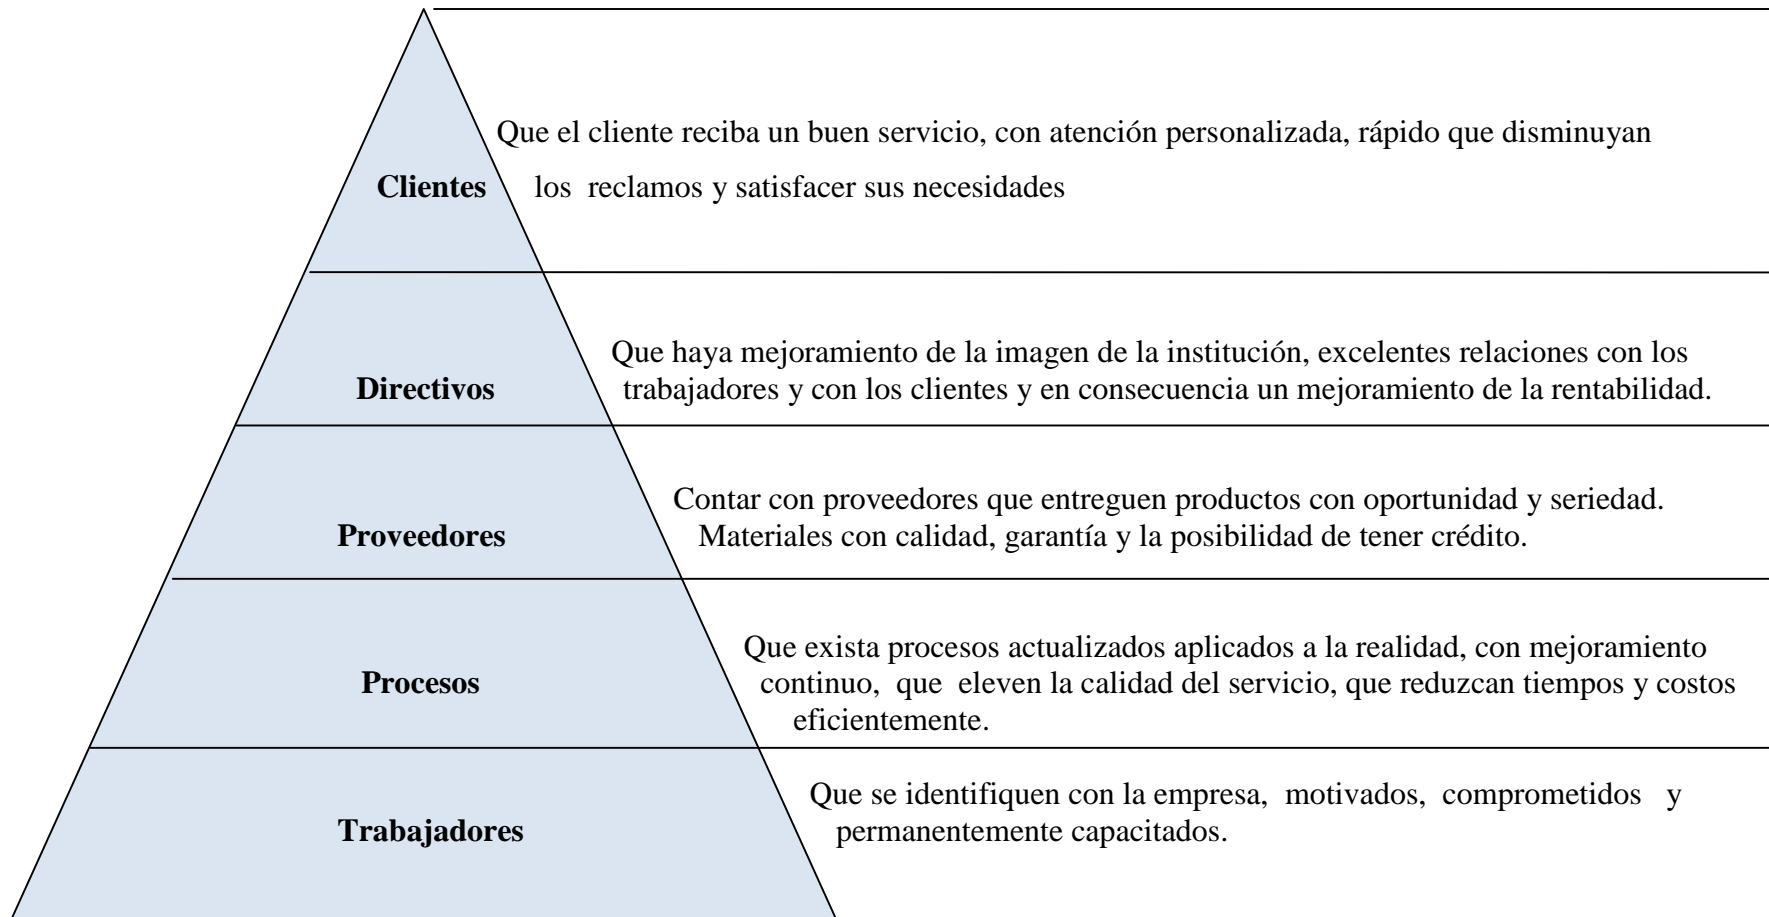 Que el cliente reciba un buen servicio, con atención personalizada, rápido que disminuyan
Clientes los reclamos y satisfacer sus necesidades
Que haya mejoramiento de la imagen de la institución, excelentes relaciones con los
Directivos trabajadores y con los clientes y en consecuencia un mejoramiento de la rentabilidad.
Contar con proveedores que entreguen productos con oportunidad y seriedad.
Proveedores Materiales con calidad, garantía y la posibilidad de tener crédito.
Que exista procesos actualizados aplicados a la realidad, con mejoramiento
Procesos continuo, que eleven la calidad del servicio, que reduzcan tiempos y costos
eficientemente.
Que se identifiquen con la empresa, motivados, comprometidos y
Trabajadores permanentemente capacitados.